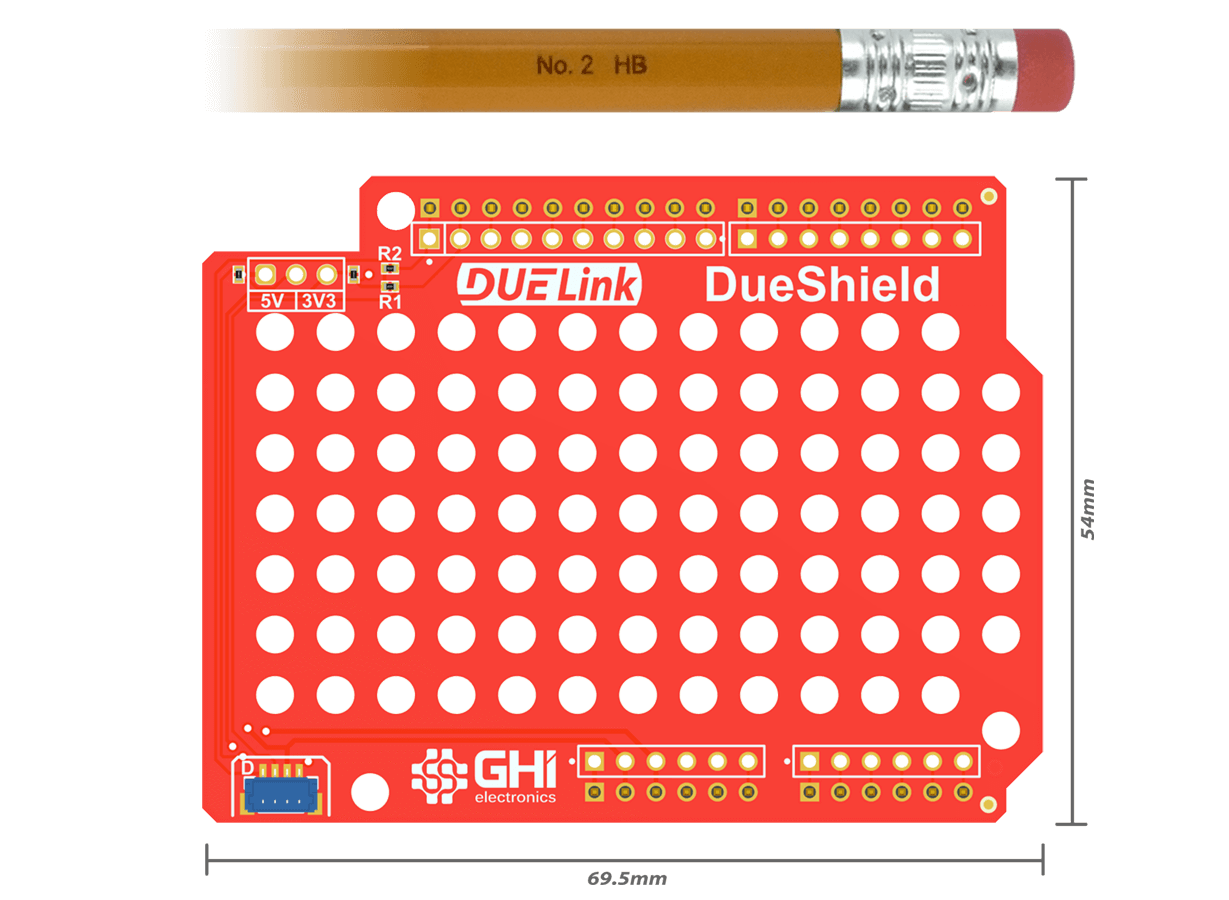 No. 2 HB
R2
DUELink DueShield
5V 3V3
R1
54mm
D
GHI
electronics
69.5mm